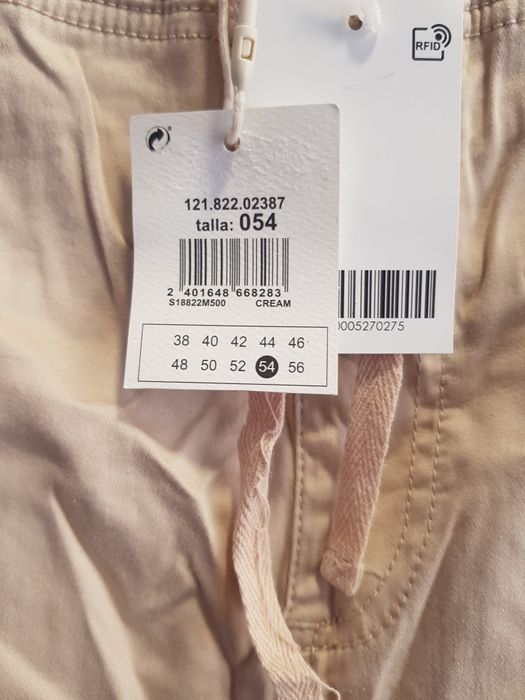 RFID
121.822.02387
talla: 054
2 401648 668283
S18822M500 CREAM
0005270275
38 40 42 44 46
48 50 52 54 56